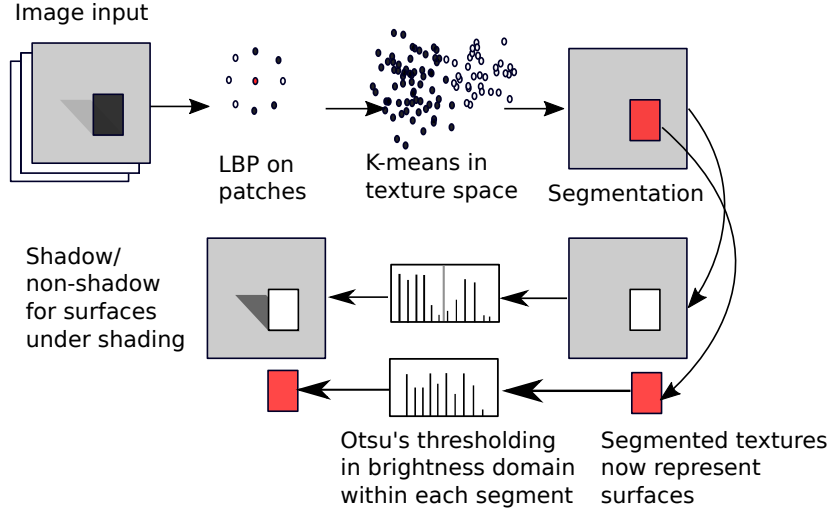 Image input
LBP on
patches
K-means in
texture space
Segmentation
Shadow/
non-shadow
for surfaces
under shading
Otsu's thresholding
in brightness domain
within each segment
Segmented textures
now represent
surfaces